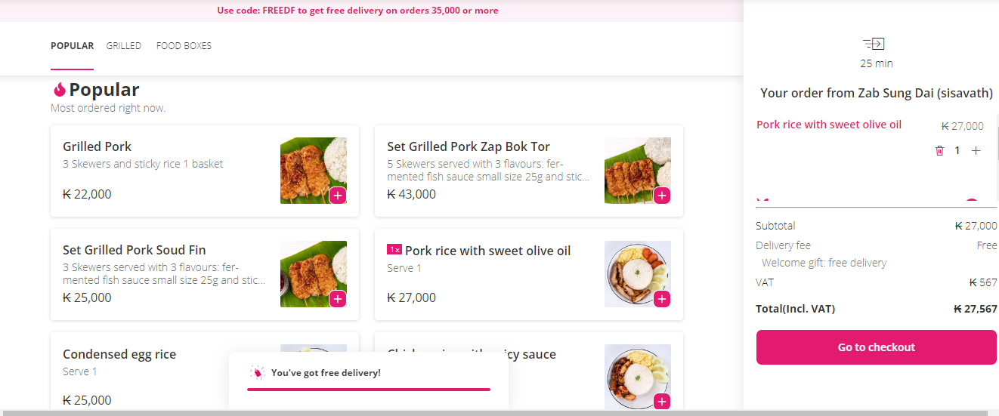 Use code: FREEDF to get free delivery on orders 35,000 or more
POPULAR GRILLED FOOD BOXES
Popular
Most ordered right now.
Grilled Pork
3 Skewers and sticky rice 1 basket
₭ 22,000
Set Grilled Pork Zap Bok Tor
5 Skewers served with 3 flavours: fer-
mented fish sauce small size 25g and stic...
₭ 43,000
Set Grilled Pork Soud Fin
3 Skewers served with 3 flavours: fer-
mented fish sauce small size 25g and stic...
₭ 25,000
1x Pork rice with sweet olive oil
Serve 1
₭ 27,000
Condensed egg rice
Serve 1
₭ 25,000
sauce
You've got free delivery!
25 min
Your order from Zab Sung Dai (sisavath)
Pork rice with sweet olive oil ₭ 27,000
1
Subtotal ₭ 27,000
Delivery fee Free
Welcome gift: free delivery
VAT ₭ 567
Total(Incl. VAT) ₭ 27,567
Go to checkout